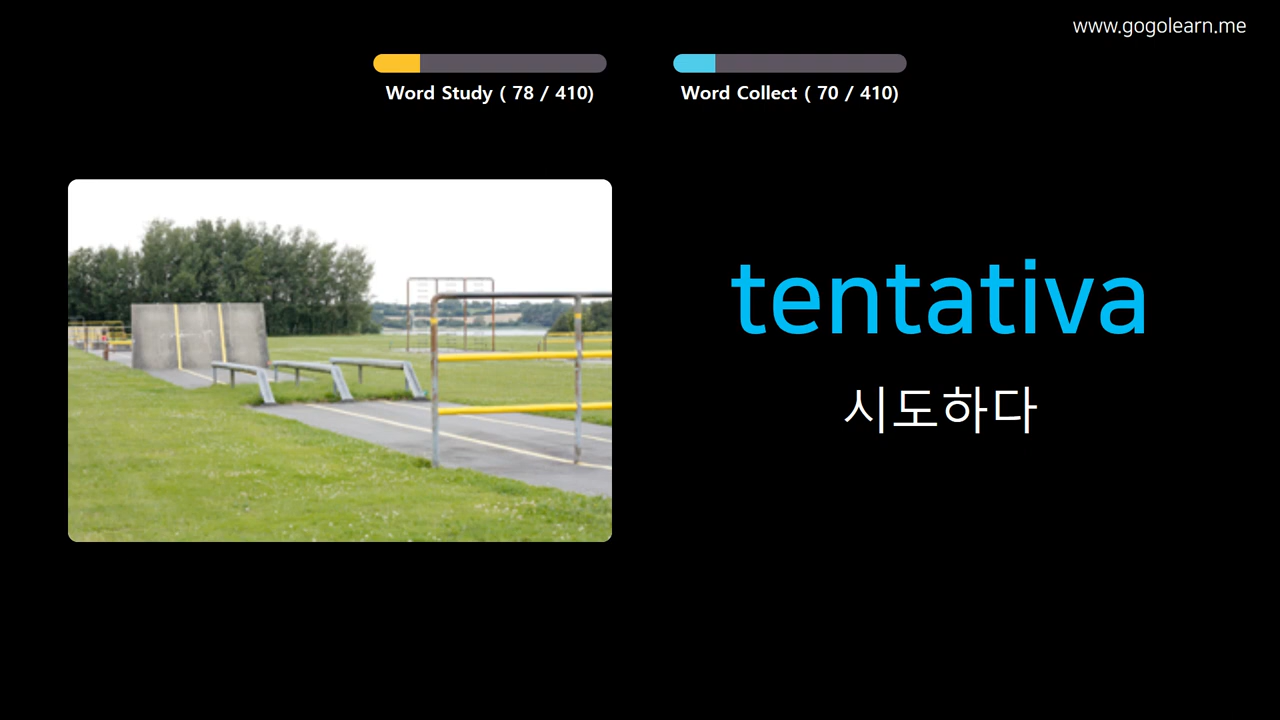 www.gogolearn.me
Word Study ( 78 / 410)
Word Collect ( 70 / 410)
tentativa
시도하다